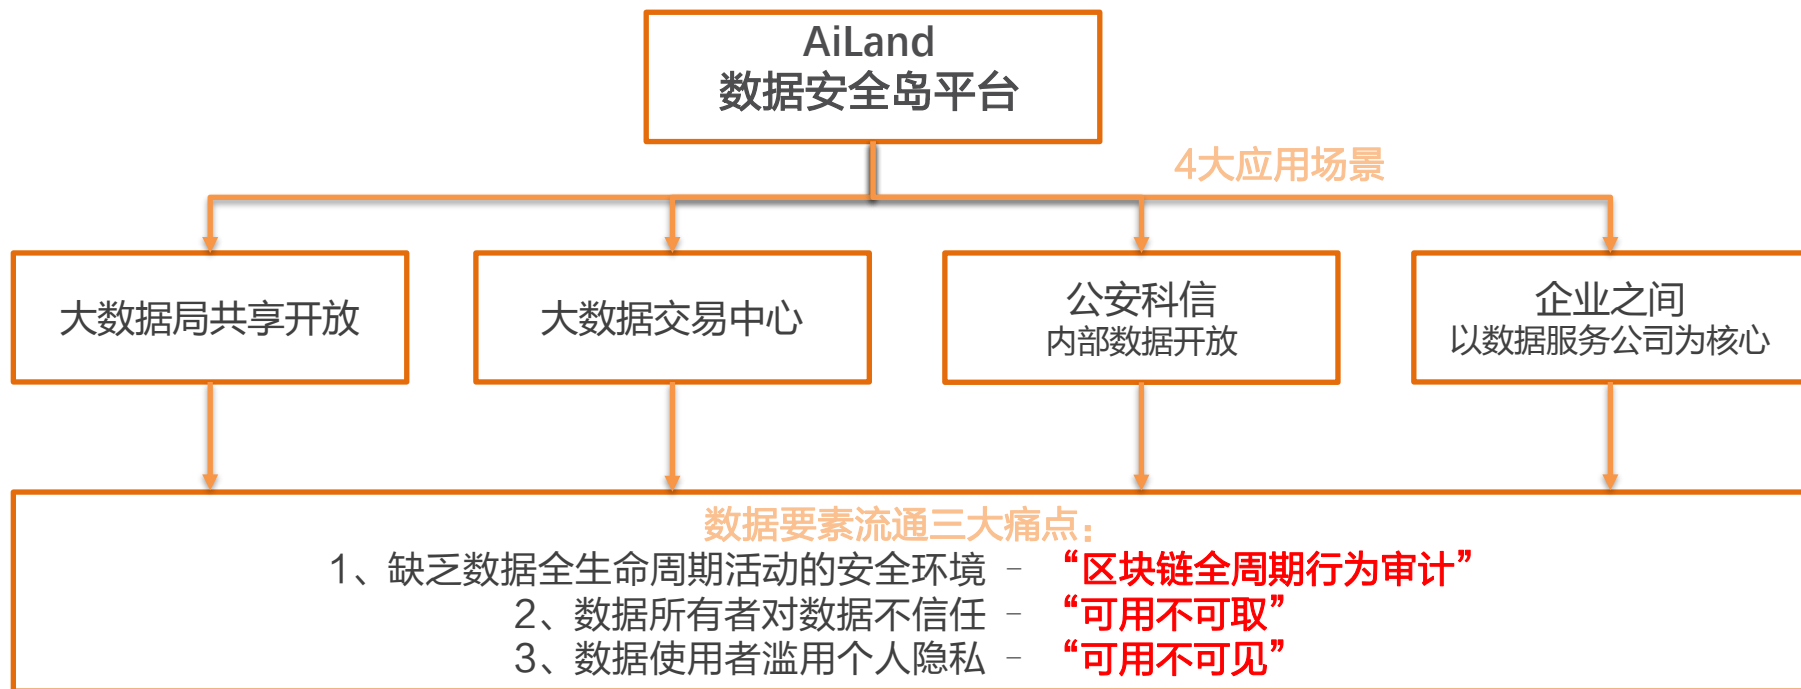 AiLand
数据安全岛平台
4大应用场景
大数据局共享开放
大数据交易中心
公安科信
内部数据开放
企业之间
以数据服务公司为核心
数据要素流通三大痛点：
1、缺乏数据全生命周期活动的安全环境 - “区块链全周期行为审计”
2、数据所有者对数据不信任 - “可用不可取”
3、数据使用者滥用个人隐私 - “可用不可见”